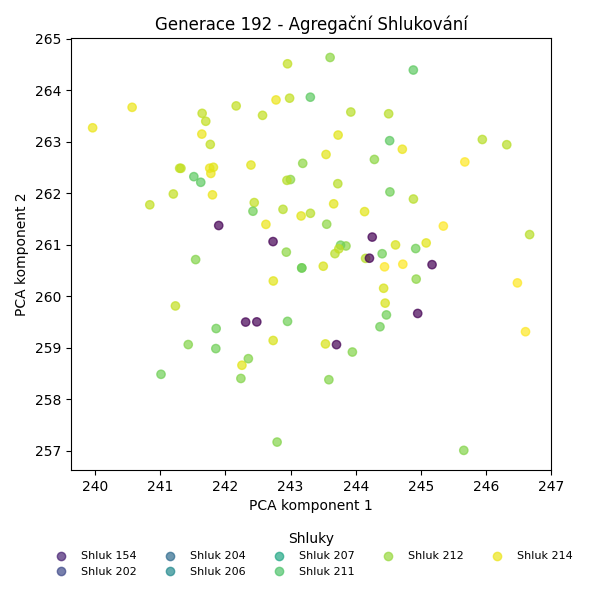 Generace 192 - Agregační Shlukování
265
264
263
262
261
260
259
258
257
PCA komponent 2
240 241 242 243 244 245 246 247
PCA komponent 1
Shluky
Shluk 154 Shluk 204 Shluk 207 Shluk 212 Shluk 214
Shluk 202 Shluk 206 Shluk 211